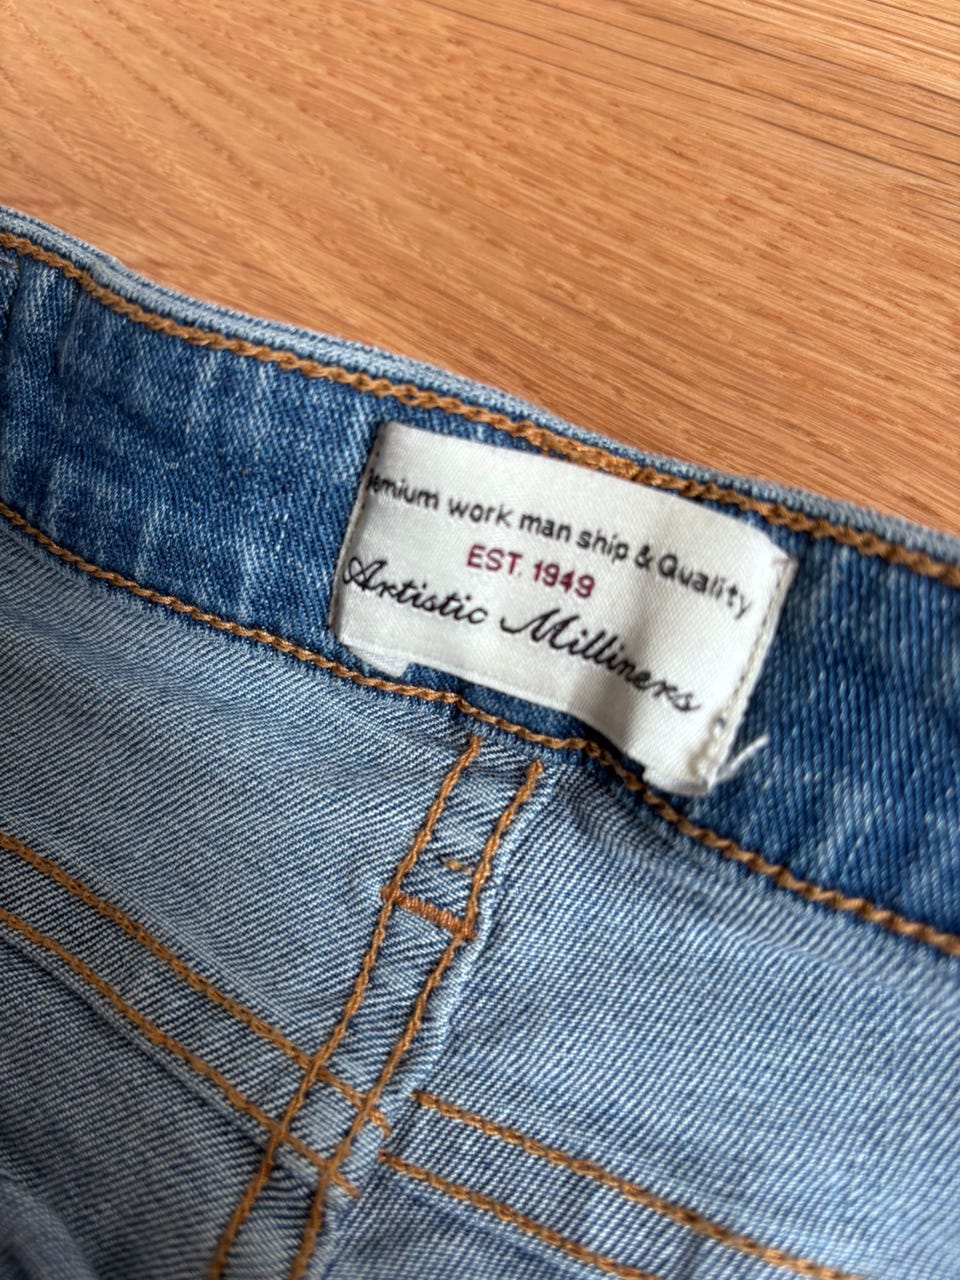 emium work man ship & Quality
EST. 1949
Artistic Milliners